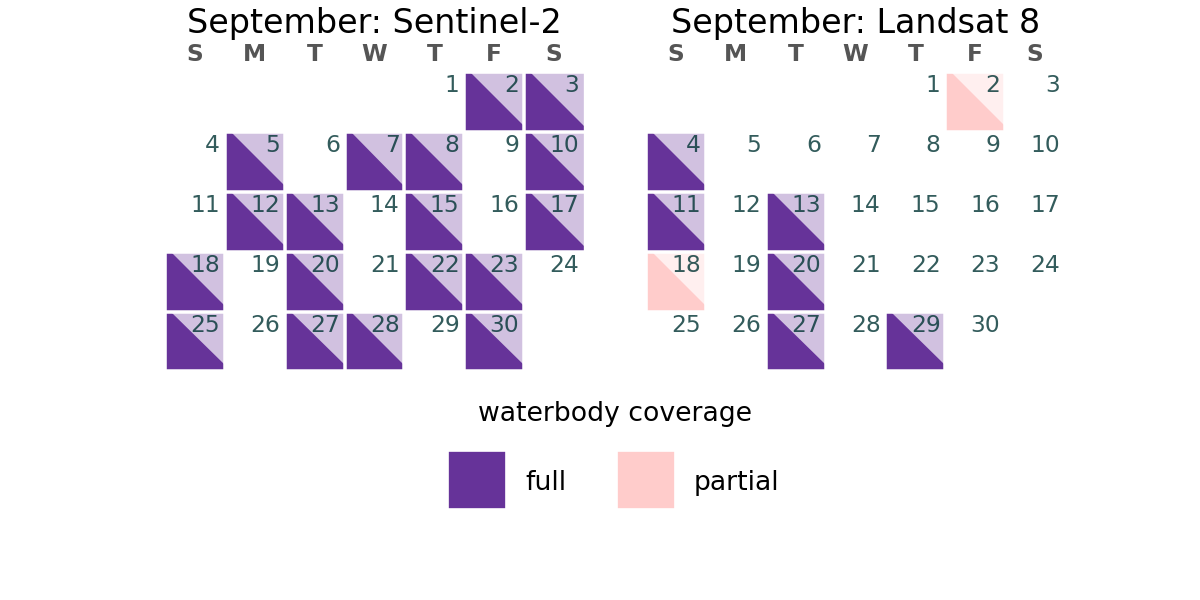 September: Sentinel-2
S M T W T F S
1 2 3
4 5 6 7 8 9 10
11 12 13 14 15 16 17
18 19 20 21 22 23 24
25 26 27 28 29 30
September: Landsat 8
S M T W T F S
1 2 3
4 5 6 7 8 9 10
11 12 13 14 15 16 17
18 19 20 21 22 23 24
25 26 27 28 29 30
waterbody coverage
full
partial